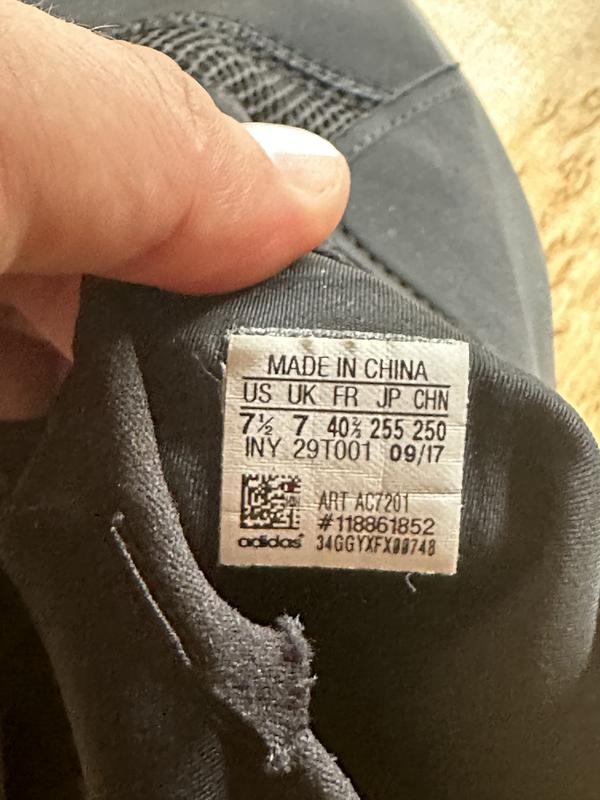 MADE IN CHINA
US UK FR JP CHN
7½ 7 40⅔ 255 250
INY 29T001 09/17
ART AC7201
#118861852
adidas 34GGYXFX00748